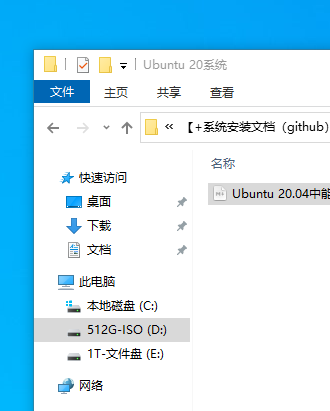 Ubuntu 20系统
文件 主页 共享 查看
« 【+系统安装文档（github）
名称
快速访问
Ubuntu 20.04中能
桌面
下载
文档
此电脑
本地磁盘 (C:)
512G-ISO (D:)
1T-文件盘 (E:)
网络